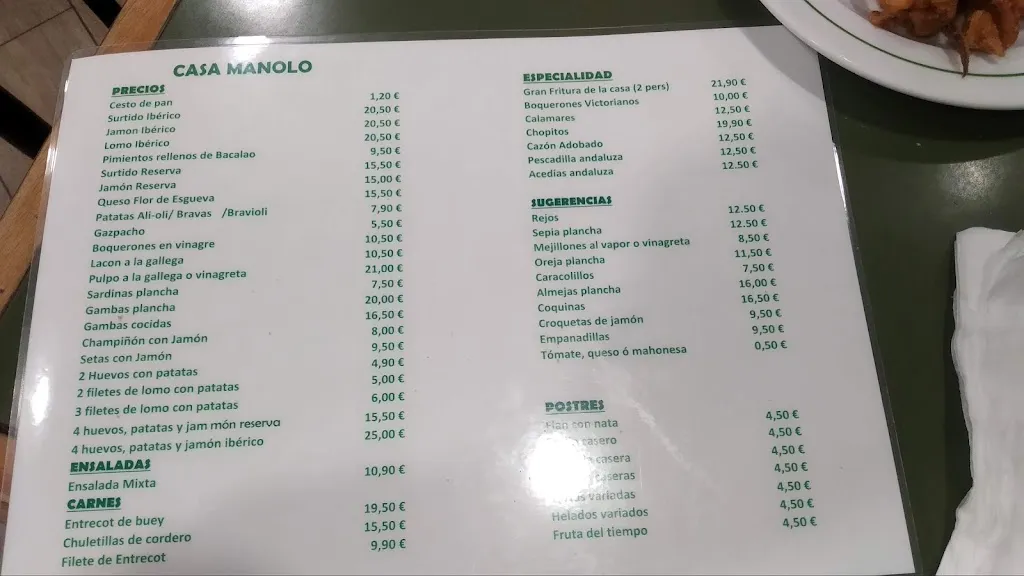 CASA MANOLO
PRECIOS
Cesto de pan 1,20 €
Surtido Ibérico 20,50 €
Jamon Ibérico 20,50 €
Lomo Ibérico 20,50 €
Pimientos rellenos de Bacalao 9,50 €
Surtido Reserva 15,50 €
Jamón Reserva 15,00 €
Queso Flor de Esgueva 15,50 €
Patatas Ali-oli/ Bravas /Bravioli 7,90 €
Gazpacho 5,50 €
Boquerones en vinagre 10,50 €
Lacon a la gallega 10,50 €
Pulpo a la gallega o vinagreta 21,00 €
Sardinas plancha 7,50 €
Gambas plancha 20,00 €
Gambas cocidas 16,50 €
Champiñón con Jamón 8,00 €
Setas con Jamón 9,50 €
2 Huevos con patatas 4,90 €
2 filetes de lomo con patatas 5,00 €
3 filetes de lomo con patatas 6,00 €
4 huevos, patatas y jam món reserva 15,50 €
4 huevos, patatas y jamón ibérico 25,00 €
ENSALADAS
Ensalada Mixta 10,90 €
CARNES
Entrecot de buey 19,50 €
Chuletillas de cordero 15,50 €
Filete de Entrecot 9,90 €
ESPECIALIDAD
Gran Fritura de la casa (2 pers) 21,90 €
Boquerones Victorianos 10,00 €
Calamares 12,50 €
Chopitos 19,90 €
Cazón Adobado 12,50 €
Pescadilla andaluza 12,50 €
Acedias andaluza 12.50 €
SUGERENCIAS
Rejos 12.50 €
Sepia plancha 12.50 €
Mejillones al vapor o vinagreta 8,50 €
Oreja plancha 11,50 €
Caracolillos 7,50 €
Almejas plancha 16,00 €
Coquinas 16,50 €
Croquetas de jamón 9,50 €
Empanadillas 9,50 €
Tómate, queso ó mahonesa 0,50 €
POSTRES
Flan con nata 4,50 €
casero 4,50 €
casera 4,50 €
caseras 4,50 €
variadas 4,50 €
Helados variados 4,50 €
Fruta del tiempo 4,50 €